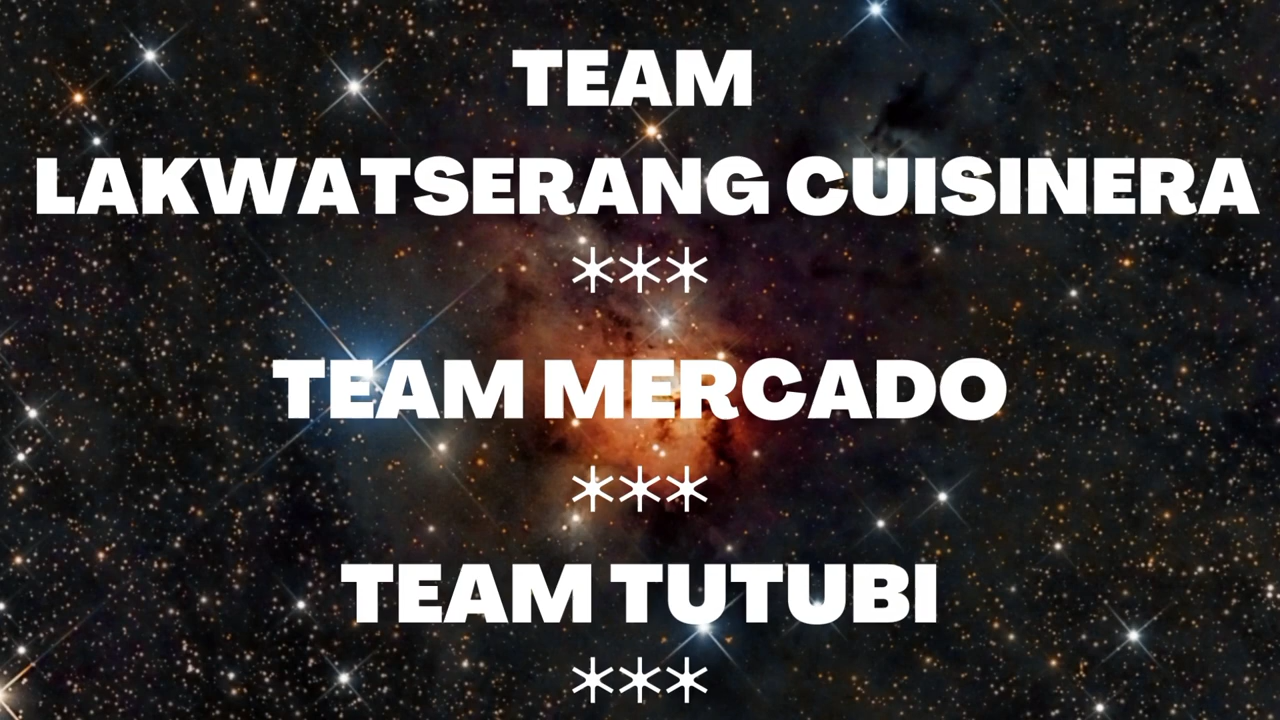 TEAM
LAKWATSERANG CUISINERA
***
TEAM MERCADO
***
TEAM TUTUBI
***